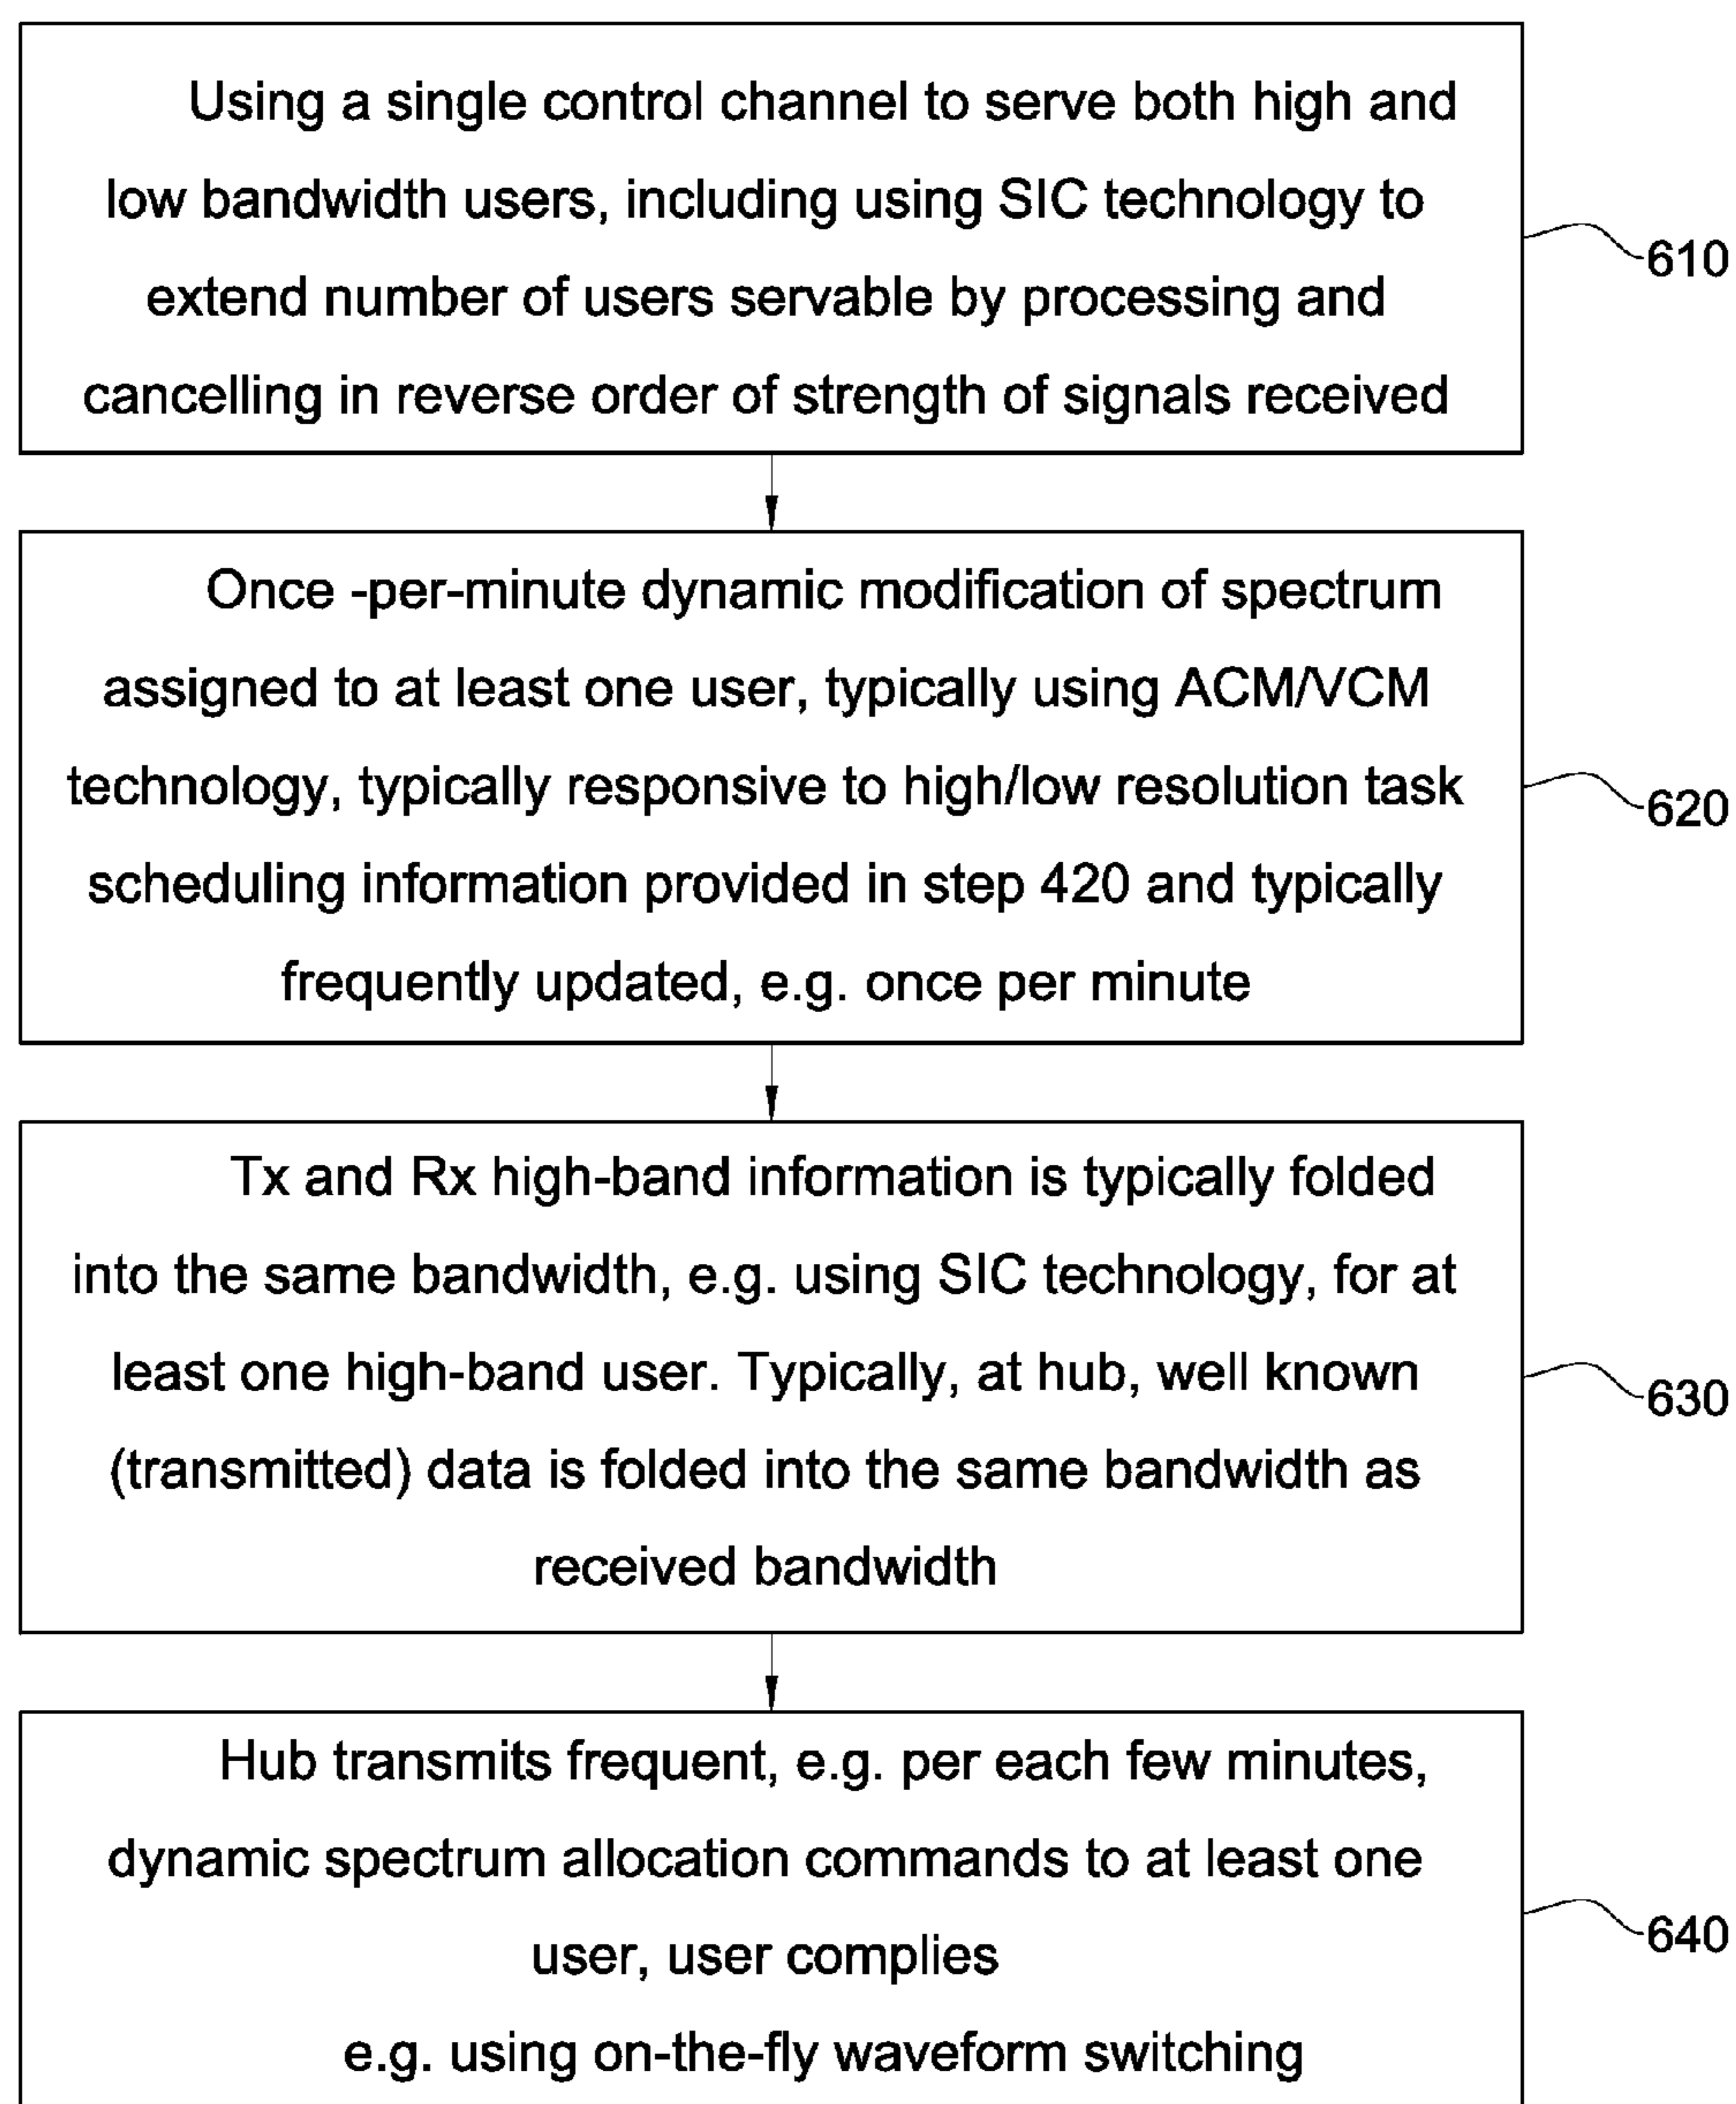 Using a single control channel to serve both high and
low bandwidth users, including using SIC technology to
extend number of users servable by processing and
cancelling in reverse order of strength of signals received
610
Once -per-minute dynamic modification of spectrum
assigned to at least one user, typically using ACM/VCM
technology, typically responsive to high/low resolution task
scheduling information provided in step 420 and typically
frequently updated, e.g. once per minute
620
Tx and Rx high-band information is typically folded
into the same bandwidth, e.g. using SIC technology, for at
least one high-band user. Typically, at hub, well known
(transmitted) data is folded into the same bandwidth as
received bandwidth
630
Hub transmits frequent, e.g. per each few minutes,
dynamic spectrum allocation commands to at least one
user, user complies
e.g. using on-the-fly waveform switching
640